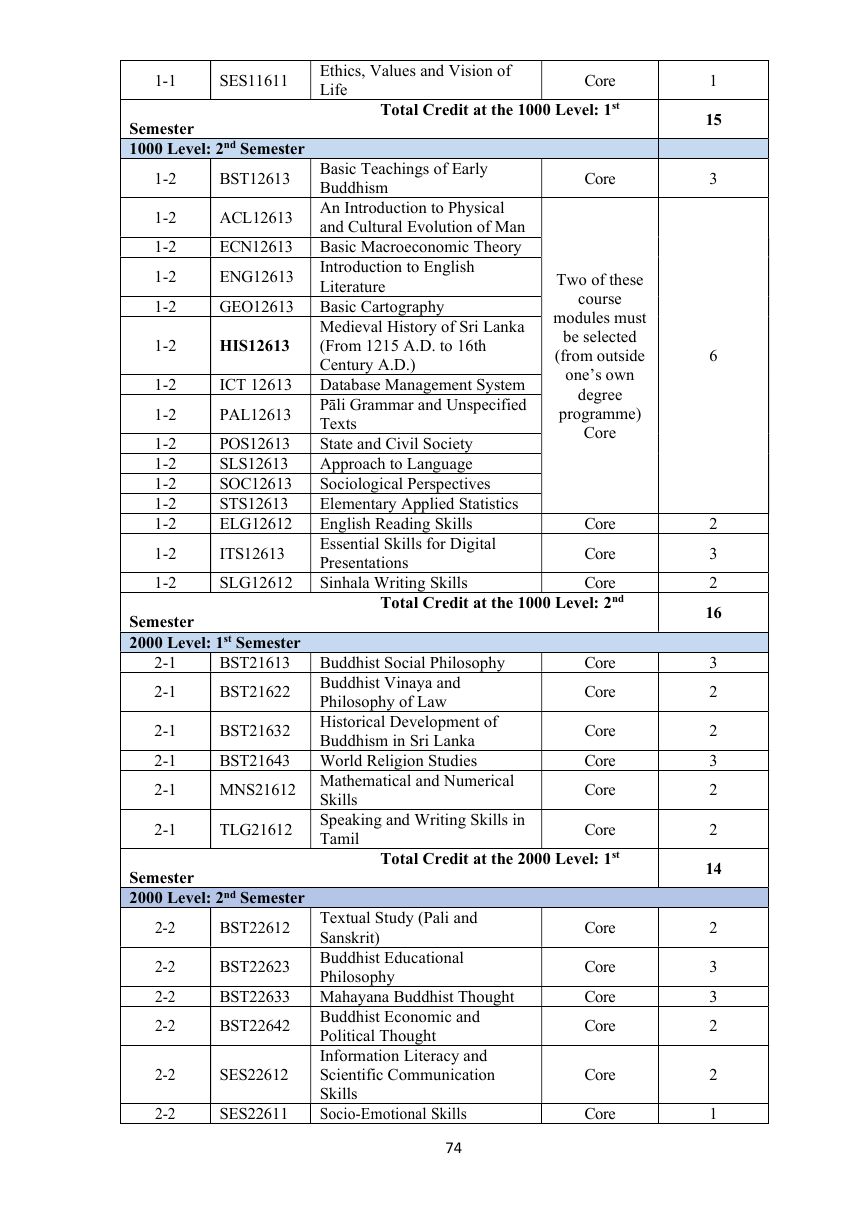 1-1 SES11611 Ethics, Values and Vision of Life Core 1
Total Credit at the 1000 Level: 1st Semester 15
1000 Level: 2nd Semester
1-2 BST12613 Basic Teachings of Early Buddhism Core 3
1-2 ACL12613 An Introduction to Physical and Cultural Evolution of Man Two of these course modules must be selected (from outside one’s own degree programme) Core 6
1-2 ECN12613 Basic Macroeconomic Theory
1-2 ENG12613 Introduction to English Literature
1-2 GEO12613 Basic Cartography
1-2 HIS12613 Medieval History of Sri Lanka (From 1215 A.D. to 16th Century A.D.)
1-2 ICT 12613 Database Management System
1-2 PAL12613 Pāli Grammar and Unspecified Texts
1-2 POS12613 State and Civil Society
1-2 SLS12613 Approach to Language
1-2 SOC12613 Sociological Perspectives
1-2 STS12613 Elementary Applied Statistics
1-2 ELG12612 English Reading Skills Core 2
1-2 ITS12613 Essential Skills for Digital Presentations Core 3
1-2 SLG12612 Sinhala Writing Skills Core 2
Total Credit at the 1000 Level: 2nd Semester 16
2000 Level: 1st Semester
2-1 BST21613 Buddhist Social Philosophy Core 3
2-1 BST21622 Buddhist Vinaya and Philosophy of Law Core 2
2-1 BST21632 Historical Development of Buddhism in Sri Lanka Core 2
2-1 BST21643 World Religion Studies Core 3
2-1 MNS21612 Mathematical and Numerical Skills Core 2
2-1 TLG21612 Speaking and Writing Skills in Tamil Core 2
Total Credit at the 2000 Level: 1st Semester 14
2000 Level: 2nd Semester
2-2 BST22612 Textual Study (Pali and Sanskrit) Core 2
2-2 BST22623 Buddhist Educational Philosophy Core 3
2-2 BST22633 Mahayana Buddhist Thought Core 3
2-2 BST22642 Buddhist Economic and Political Thought Core 2
2-2 SES22612 Information Literacy and Scientific Communication Skills Core 2
2-2 SES22611 Socio-Emotional Skills Core 1
74